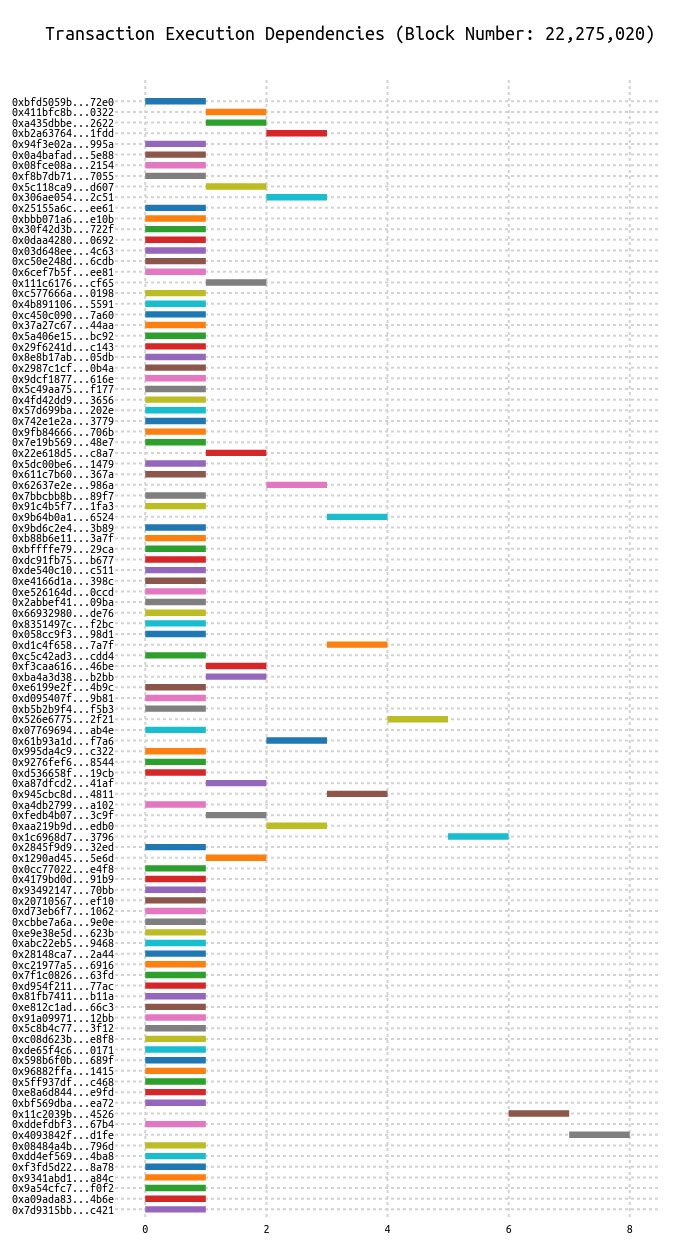 Transaction Execution Dependencies (Block Number: 22,275,020)
0xbfd5059b...72e0
0x411bfc8b...0322
0xa435dbbe...2622
0xb2a63764...1fdd
0x94f3e02a...995a
0x0a4bafad...5e88
0x08fce08a...2154
0xf8b7db71...7055
0x5c118ca9...d607
0x306ae054...2c51
0x25155a6c...ee61
0xbbb071a6...e10b
0x30f42d3b...722f
0x0daa4280...0692
0x03d648ee...4c63
0xc50e248d...6cdb
0x6cef7b5f...ee81
0x111c6176...cf65
0xc577666a...0198
0x4b891106...5591
0xc450c090...7a60
0x37a27c67...44aa
0x5a406e15...bc92
0x29f6241d...c143
0x8e8b17ab...05db
0x2987c1cf...0b4a
0x9dcf1877...616e
0x5c49aa75...f177
0x4fd42dd9...3656
0x57d699ba...202e
0x742e1e2a...3779
0x9fb84666...706b
0x7e19b569...48e7
0x22e618d5...c8a7
0x5dc00be6...1479
0x611c7b60...367a
0x62637e2e...986a
0x7bbcbb8b...89f7
0x91c4b5f7...1fa3
0x9b64b0a1...6524
0x9bd6c2e4...3b89
0xb88b6e11...3a7f
0xbffffe79...29ca
0xdc91fb75...b677
0xde540c10...c511
0xe4166d1a...398c
0xe526164d...0ccd
0x2abbef41...09ba
0x66932980...de76
0x8351497c...f2bc
0x058cc9f3...98d1
0xd1c4f658...7a7f
0xc5c42ad3...cdd4
0xf3caa616...46be
0xba4a3d38...b2bb
0xe6199e2f...4b9c
0xd095407f...9b81
0xb5b2b9f4...f5b3
0x526e6775...2f21
0x07769694...ab4e
0x61b93a1d...f7a6
0x995da4c9...c322
0x9276fef6...8544
0xd536658f...19cb
0xa87dfcd2...41af
0x945cbc8d...4811
0xa4db2799...a102
0xfedb4b07...3c9f
0xaa219b9d...edb0
0x1c6968d7...3796
0x2845f9d9...32ed
0x1290ad45...5e6d
0x0cc77022...e4f8
0x4179bd0d...91b9
0x93492147...70bb
0x20710567...ef10
0xd73eb6f7...1062
0xcbbe7a6a...9e0e
0xe9e38e5d...623b
0xabc22eb5...9468
0x28148ca7...2a44
0xc21977a5...6916
0x7f1c0826...63fd
0xd954f211...77ac
0x81fb7411...b11a
0xe812c1ad...66c3
0x91a09971...12bb
0x5c8b4c77...3f12
0xc08d623b...e8f8
0xde65f4c6...0171
0x598b6f0b...689f
0x96882ffa...1415
0x5ff937df...c468
0xe8a6d844...e9fd
0xbf569dba...ea72
0x11c2039b...4526
0xddefdbf3...67b4
0x4093842f...d1fe
0x08484a4b...796d
0xdd4ef569...4ba8
0xf3fd5d22...8a78
0x9341abd1...a84c
0x9a54cfc7...f0f2
0xa09ada83...4b6e
0x7d9315bb...c421
0 2 4 6 8